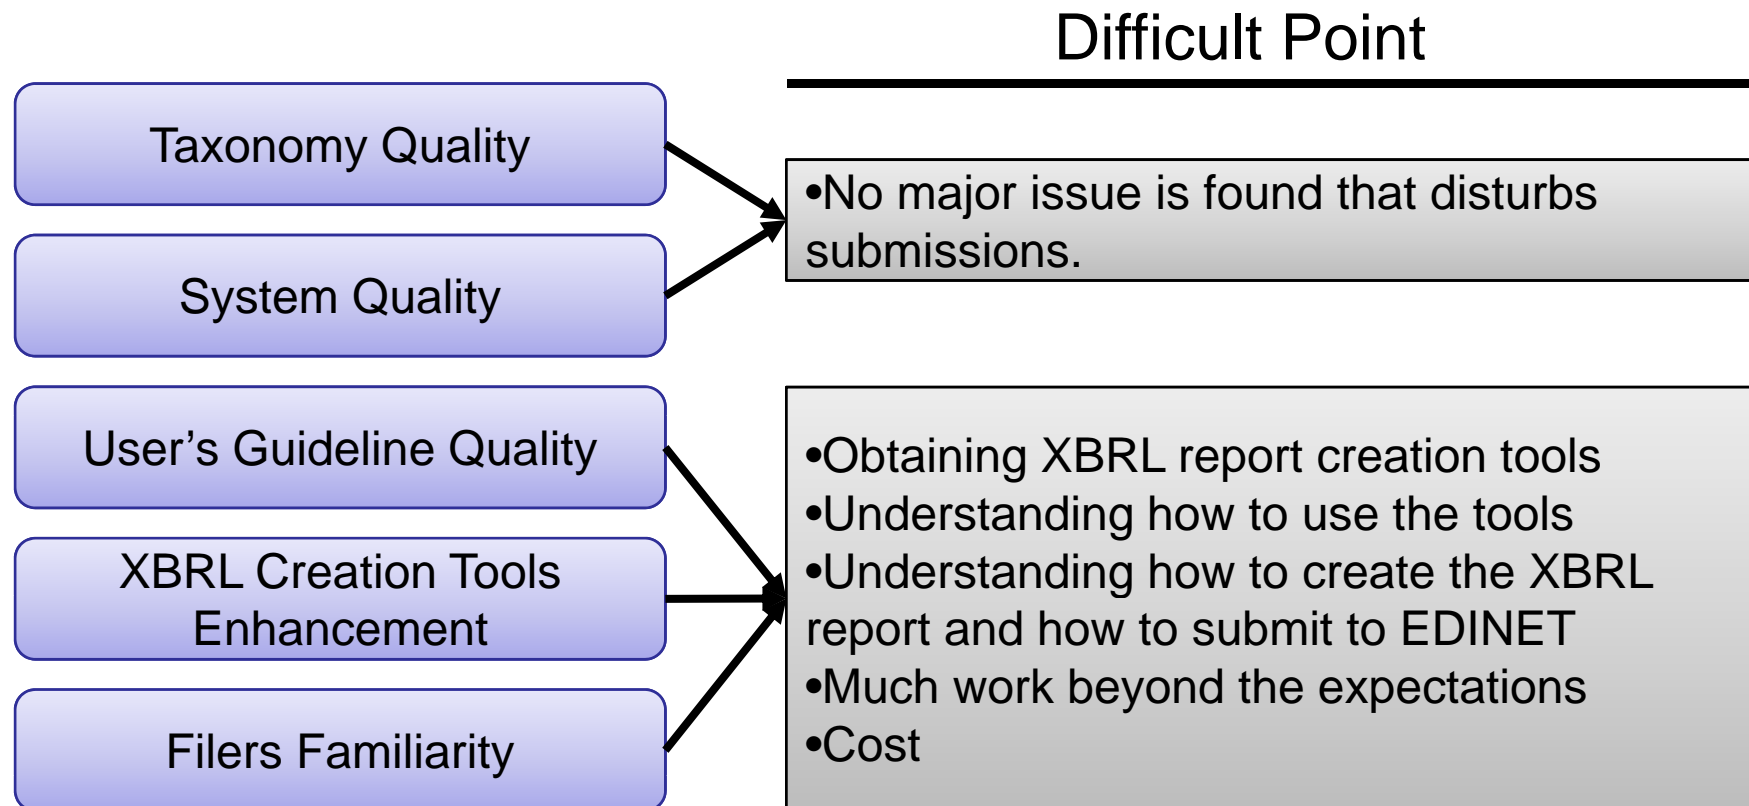 Difficult Point
Taxonomy Quality
•No major issue is found that disturbs
submissions.
System Quality
User’s Guideline Quality
XBRL Creation Tools
Enhancement
Filers Familiarity
•Obtaining XBRL report creation tools
•Understanding how to use the tools
•Understanding how to create the XBRL
report and how to submit to EDINET
•Much work beyond the expectations
•Cost